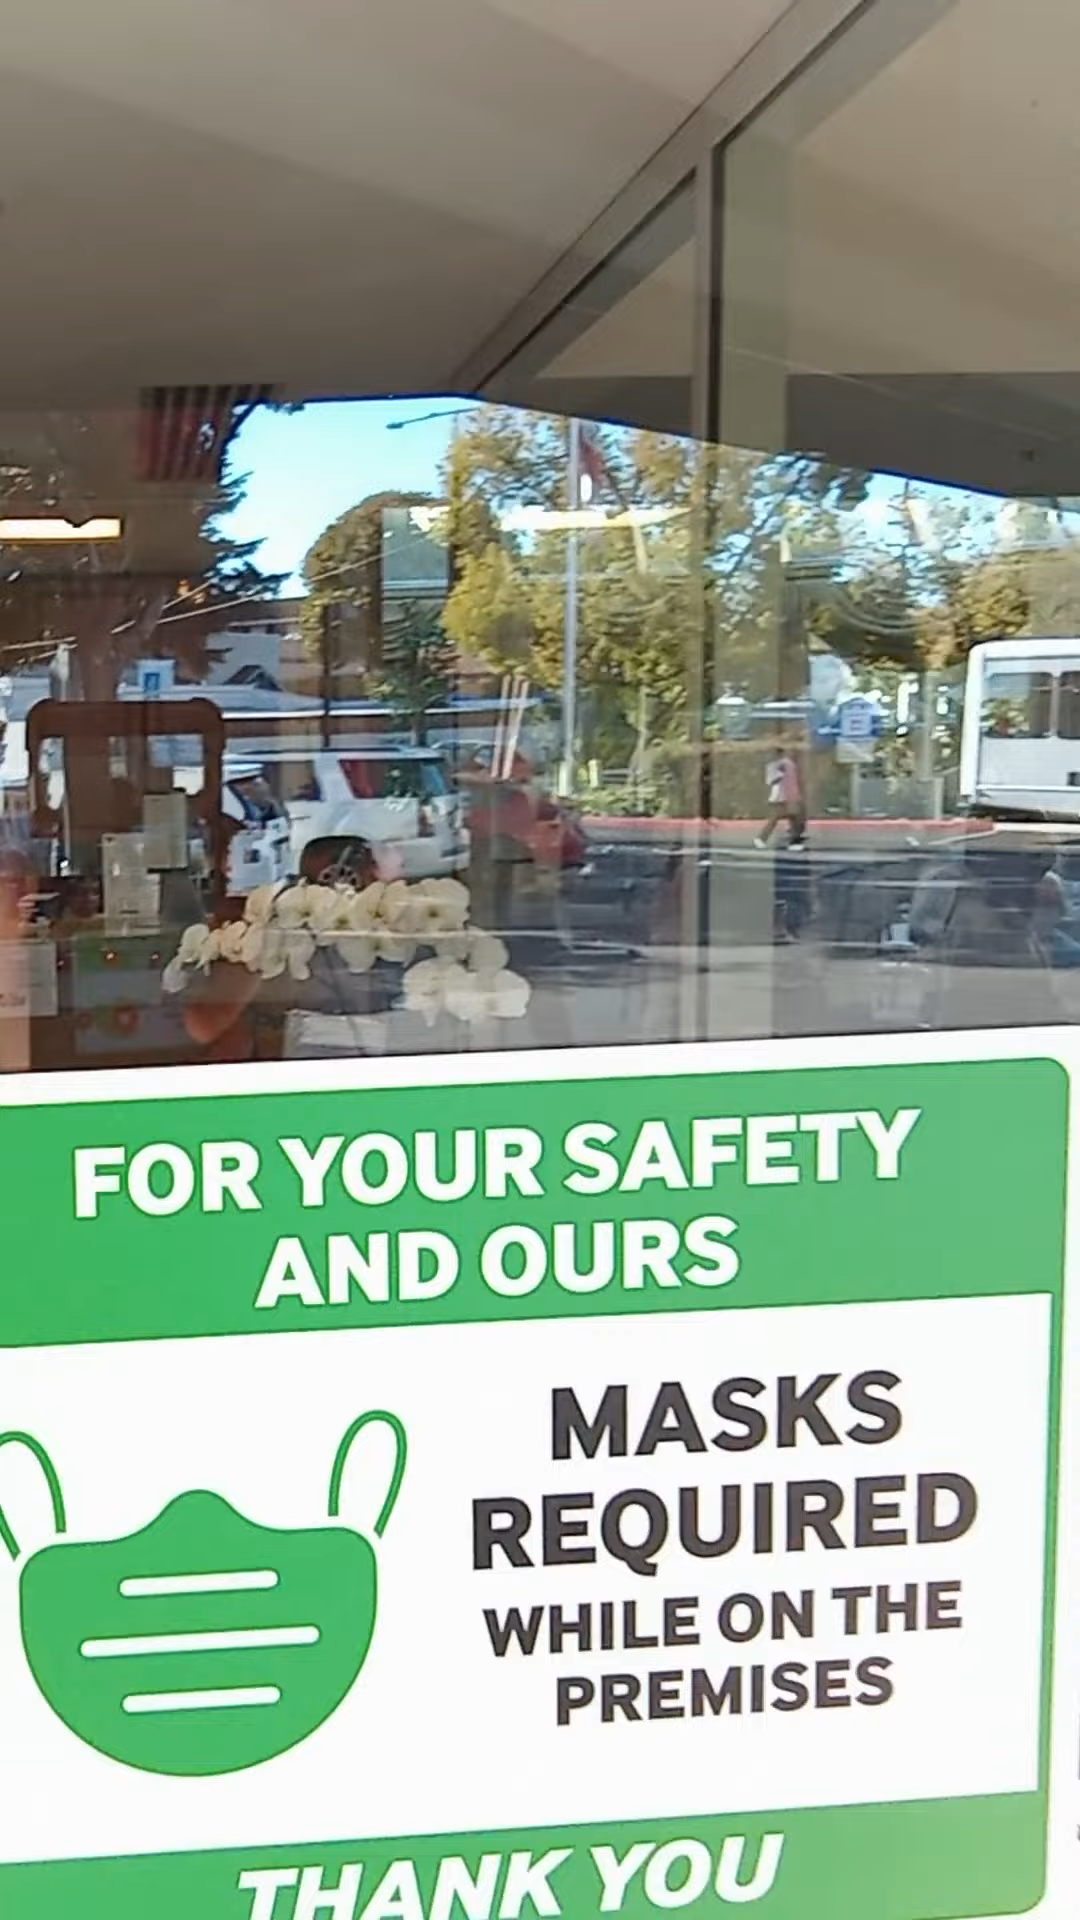 FOR YOUR SAFETY
AND OURS
MASKS
REQUIRED
WHILE ON THE
PREMISES
THANK YOU